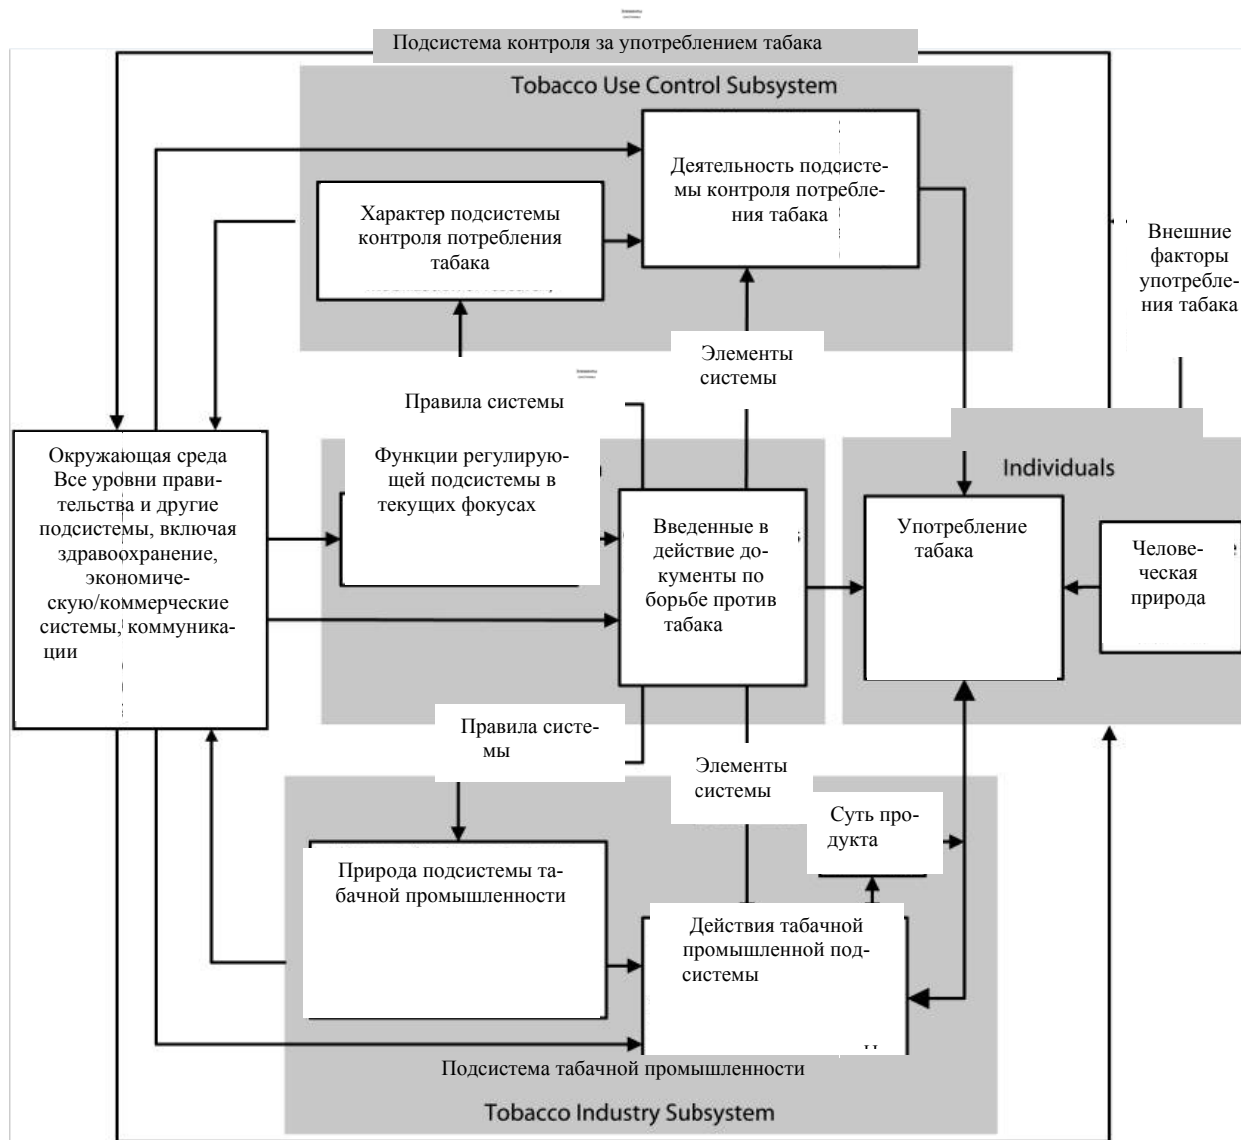 Подсистема контроля за употреблением табака
Tobacco Use Control Subsystem
Деятельность подсисте-
мы контроля потребле-
ния табака
Характер подсистемы
контроля потребления
табака
Внешние
факторы
употребле-
ния табака
Элементы
системы
Правила системы
Окружающая среда
Все уровни прави-
тельства и другие
подсистемы, включая
здравоохранение,
экономиче-
скую/коммерческие
системы, коммуника-
ции
Функции регулирую-
щей подсистемы в
текущих фокусах
Введенные в
действие до-
кументы по
борьбе против
табака
Individuals
Употребление
табака
Челове-
ческая
природа
Правила систе-
мы
Элементы
системы
Суть про-
дукта
Природа подсистемы та-
бачной промышленности
Действия табачной
промышленной под-
системы
Подсистема табачной промышленности
Tobacco Industry Subsystem